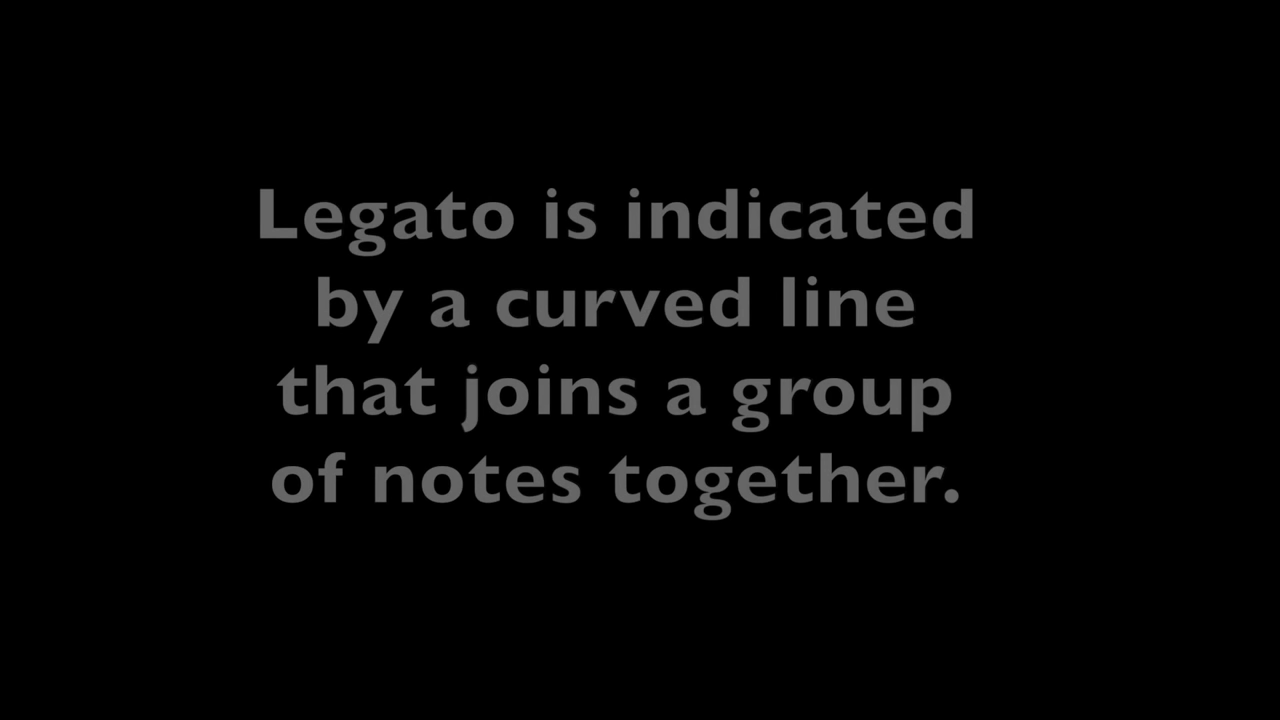 Legato is indicated
by a curved line
that joins a group
of notes together.